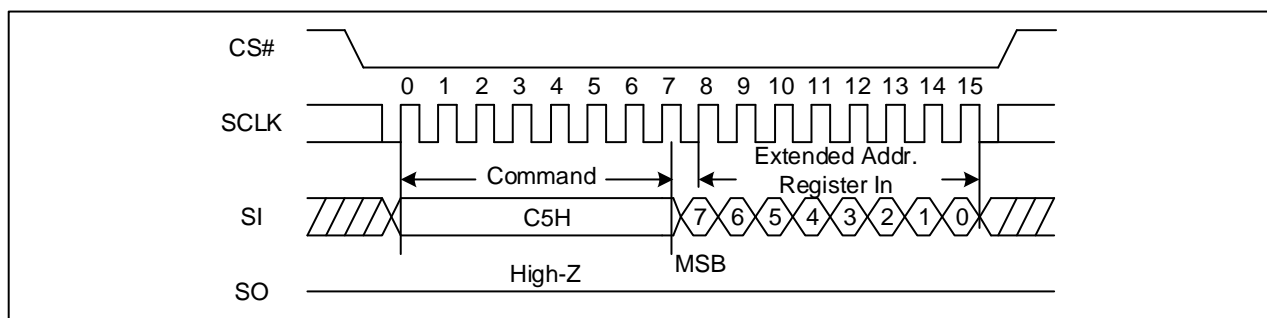 CS#
0 1 2 3 4 5 6 7 8 9 10 11 12 13 14 15
SCLK
Command
Extended Addr.
Register In
SI
C5H
7 6 5 4 3 2 1 0
MSB
High-Z
SO